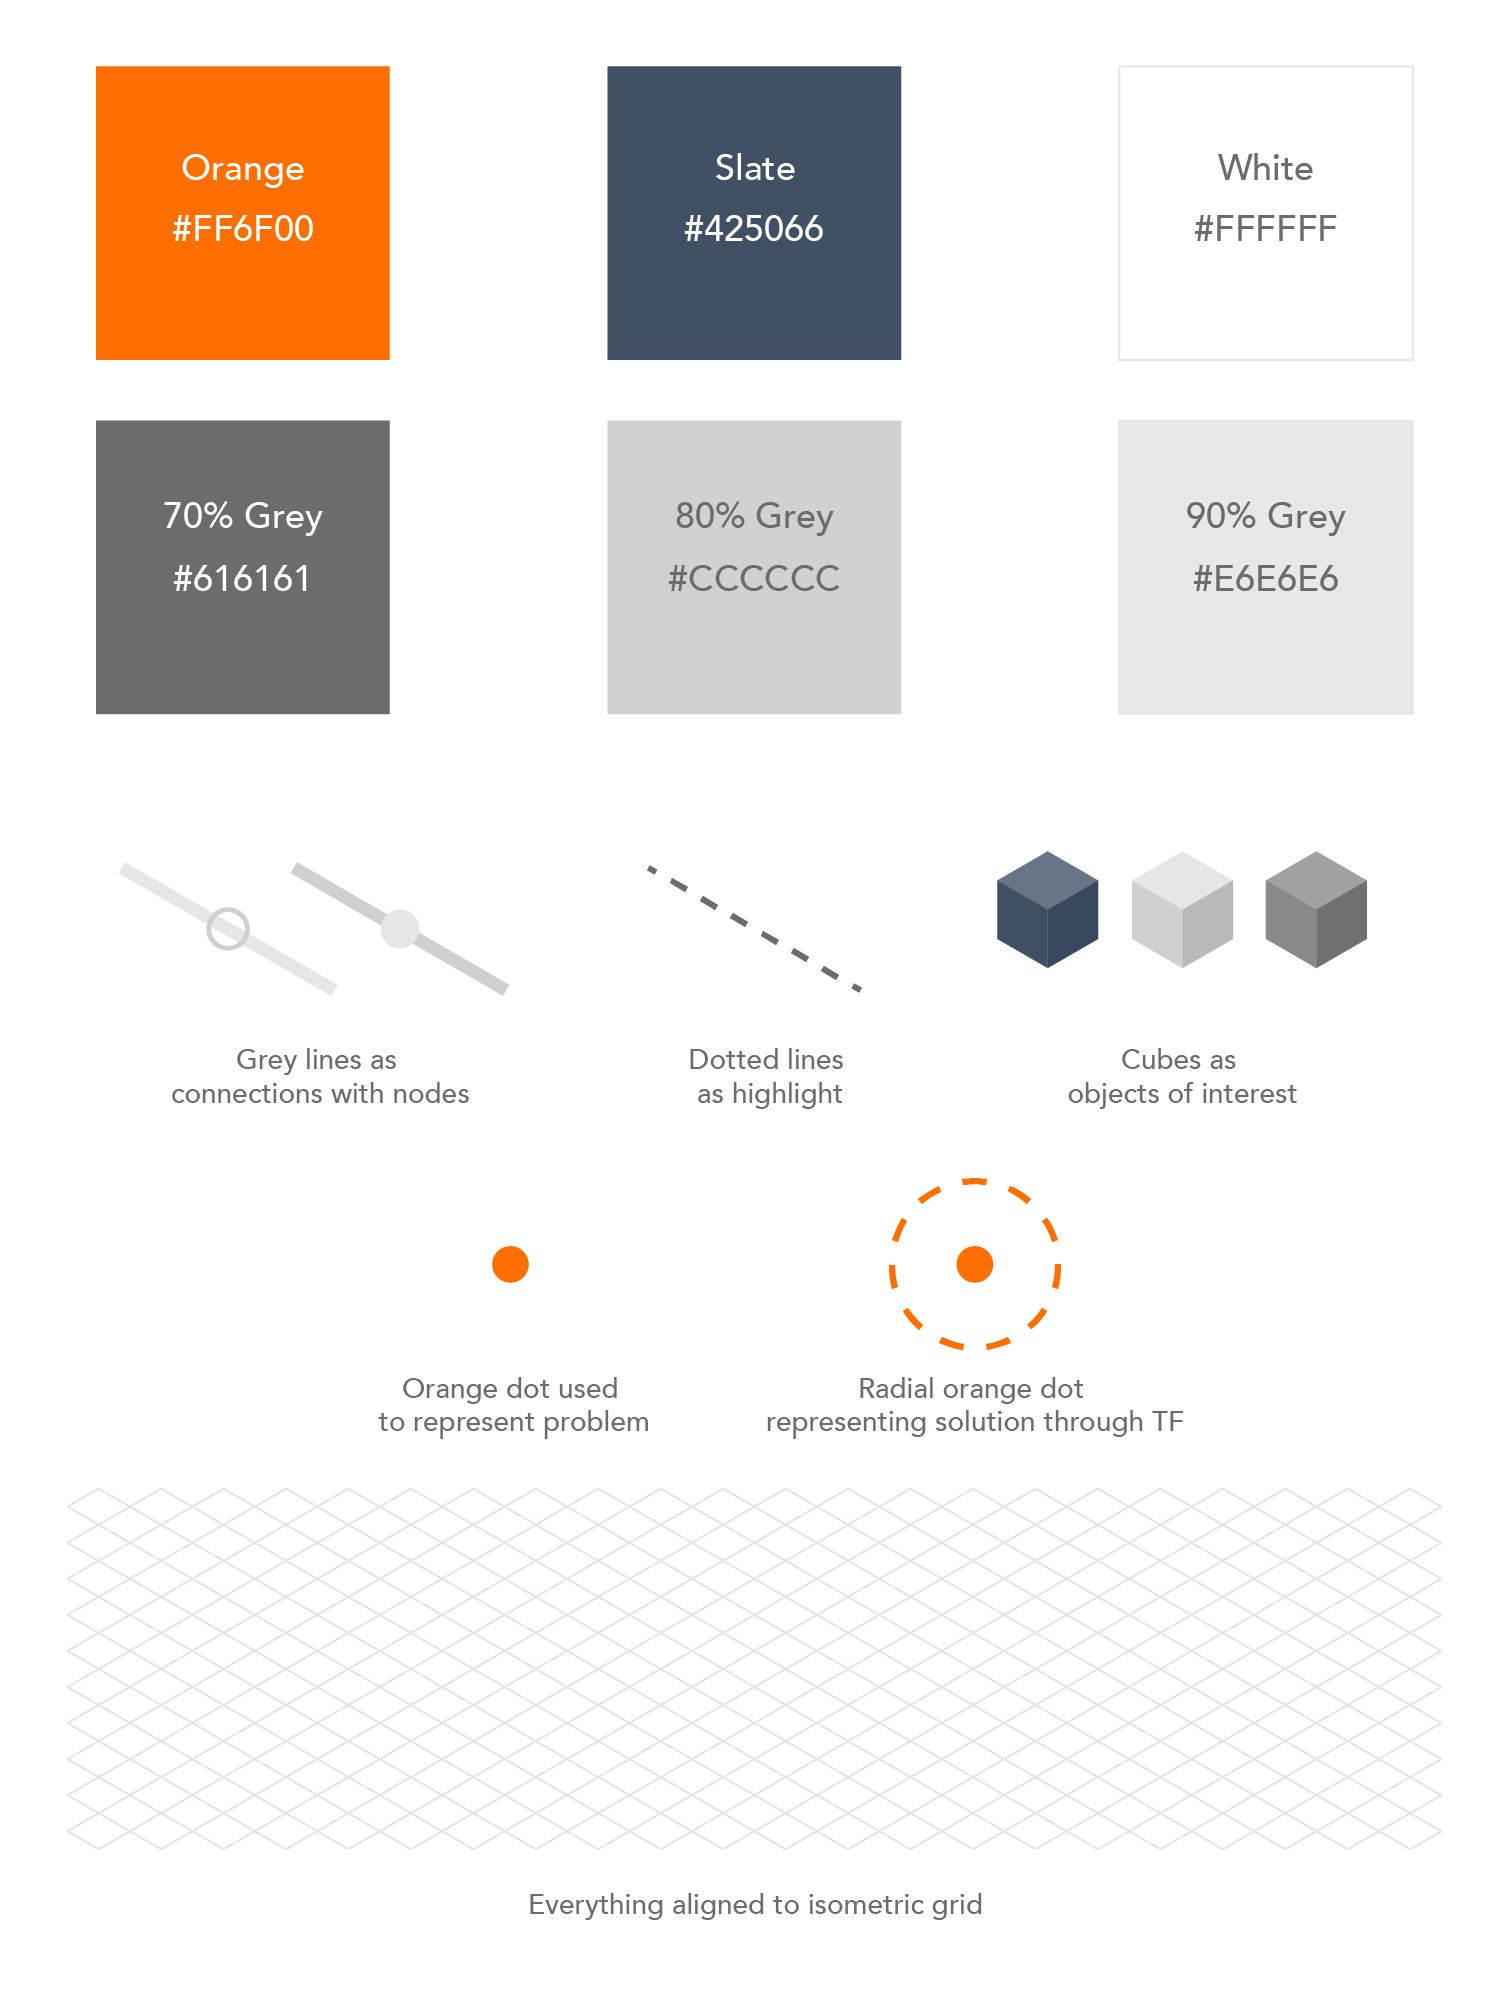 Orange
#FF6F00
Slate
#425066
White
#FFFFFF
70% Grey
#616161
80% Grey
#CCCCCC
90% Grey
#E6E6E6
Grey lines as
connections with nodes
Dotted lines
as highlight
Cubes as
objects of interest
Orange dot used
to represent problem
Radial orange dot
representing solution through TF
Everything aligned to isometric grid